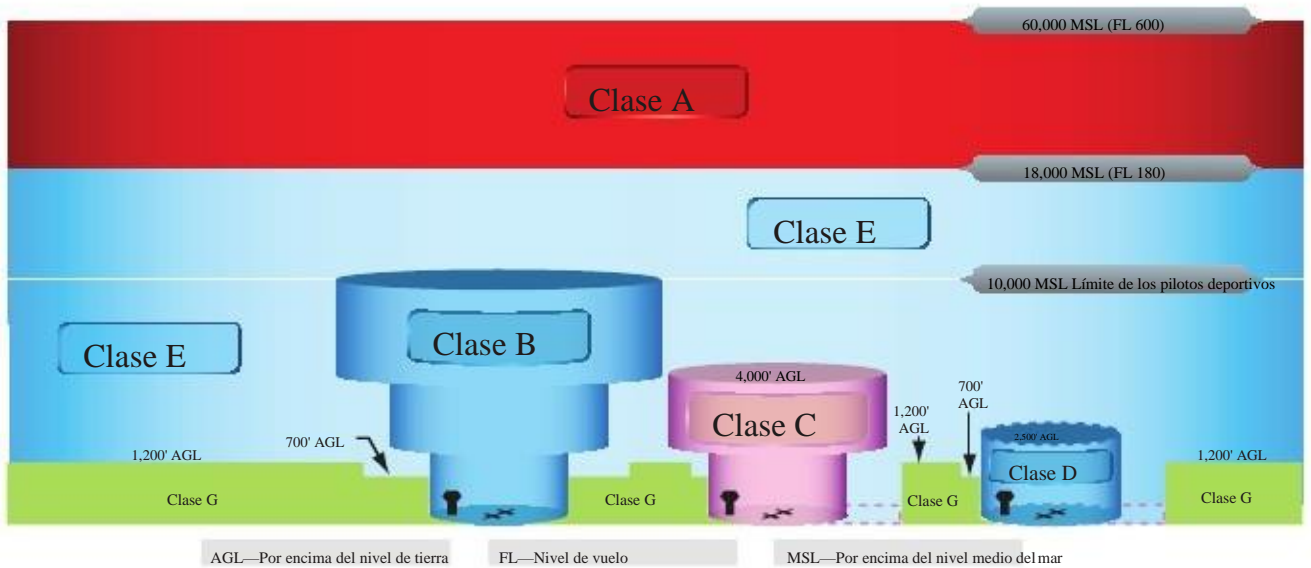 60,000 MSL (FL 600)
Clase A
18,000 MSL (FL 180)
Clase E
10,000 MSL Límite de los pilotos deportivos
Clase E
Clase B
4,000' AGL
Clase C
700'
AGL
1,200'
AGL
700' AGL
2,500' AGL
1,200' AGL
1,200' AGL
Clase D
Clase G
Clase G
Clase G
Clase G
AGL—Por encima del nivel de tierra
FL—Nivel de vuelo
MSL—Por encima del nivel medio del mar